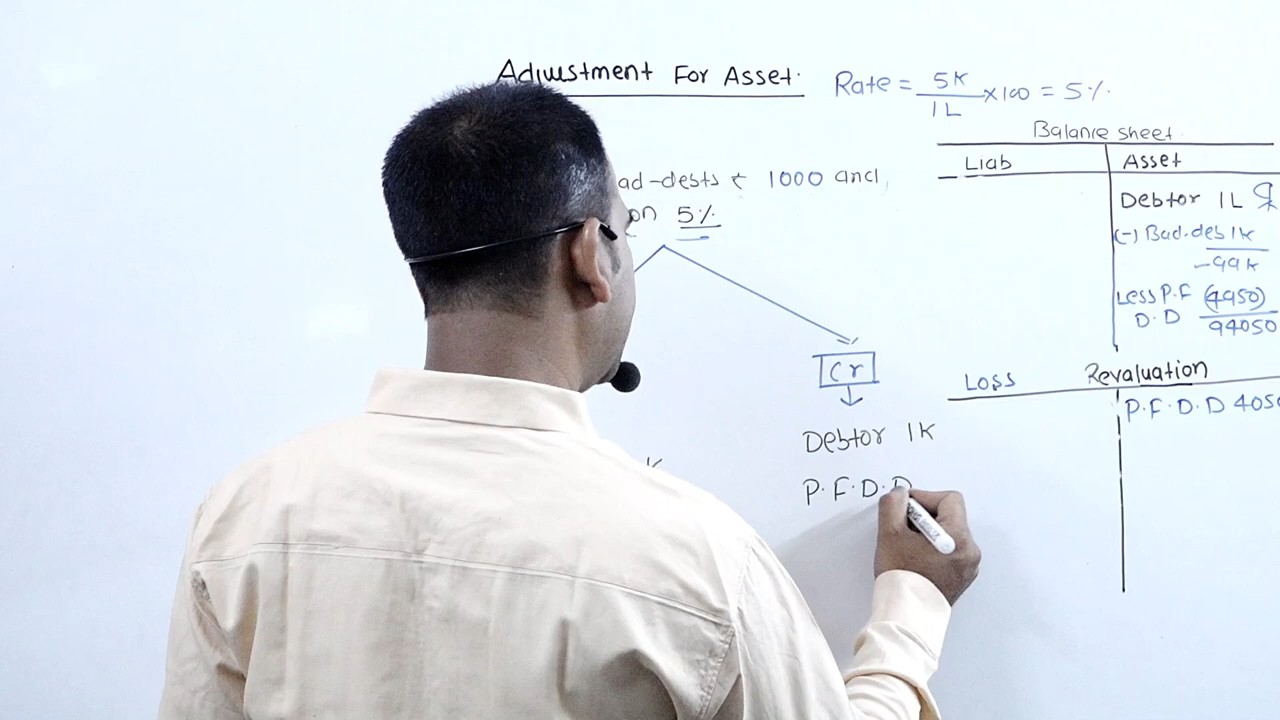 Adjustment For Asset.
Rate = 5K / 1L × 100 = 5%
ad-dests ₹ 1000 and,
on 5%
Cr
Debtor 1K
P.F.D.D
Balance sheet
Liab Asset
Debtor 1L
(-) Bad.debs 1k
-99k
Less P.F (4950)
D.D 94050
Loss Revaluation
P.F.D.D 4050